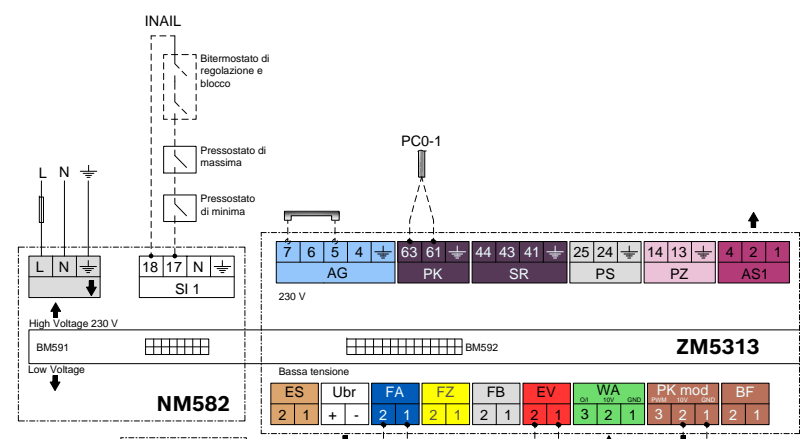 INAIL
Bitermostato di
regolazione e
blocco
Pressostato di
massima
PC0-1
L N
Pressostato
di minima
7 6 5 4 63 61 44 43 41 25 24 14 13 4 2 1
L N 18 17 N
AG PK SR PS PZ AS1
SI 1
230 V
High Voltage 230 V
BM591 BM592 ZM5313
Low Voltage
Bassa tensione
ES Ubr FA FZ FB EV WA PK mod BF
O/I 10V GND PWM 10V GND
2 1 + - 2 1 2 1 2 1 2 1 3 2 1 3 2 1 2 1
NM582